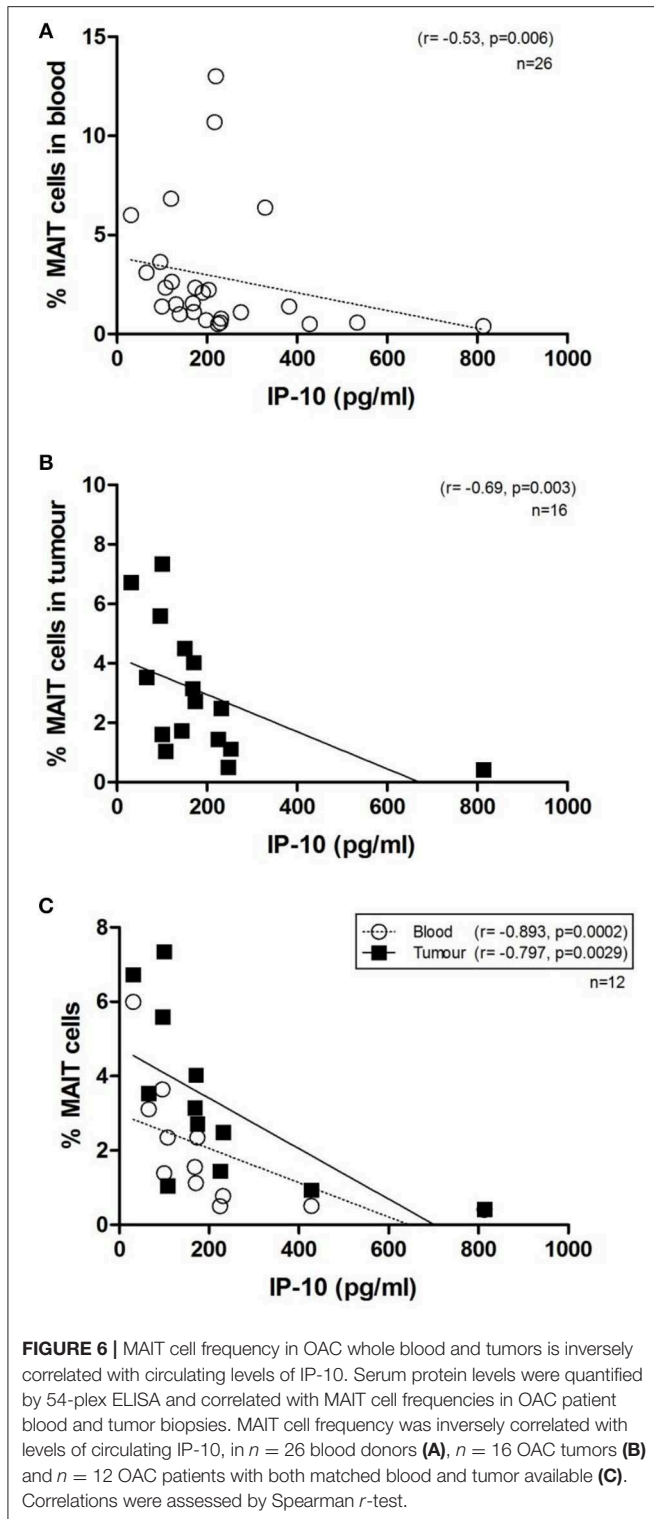 A
15
10
5
0
% MAIT cells in blood
(r= -0.53, p=0.006)
n=26
0 200 400 600 800 1000
IP-10 (pg/ml)
B
10
8
6
4
2
0
% MAIT cells in tumour
(r= -0.69, p=0.003)
n=16
0 200 400 600 800 1000
IP-10 (pg/ml)
C
8
6
4
2
0
% MAIT cells
Blood (r= -0.893, p=0.0002)
Tumour (r= -0.797, p=0.0029)
n=12
0 200 400 600 800 1000
IP-10 (pg/ml)
FIGURE 6 | MAIT cell frequency in OAC whole blood and tumors is inversely
correlated with circulating levels of IP-10. Serum protein levels were quantified
by 54-plex ELISA and correlated with MAIT cell frequencies in OAC patient
blood and tumor biopsies. MAIT cell frequency was inversely correlated with
levels of circulating IP-10, in n = 26 blood donors (A), n = 16 OAC tumors (B)
and n = 12 OAC patients with both matched blood and tumor available (C).
Correlations were assessed by Spearman r-test.